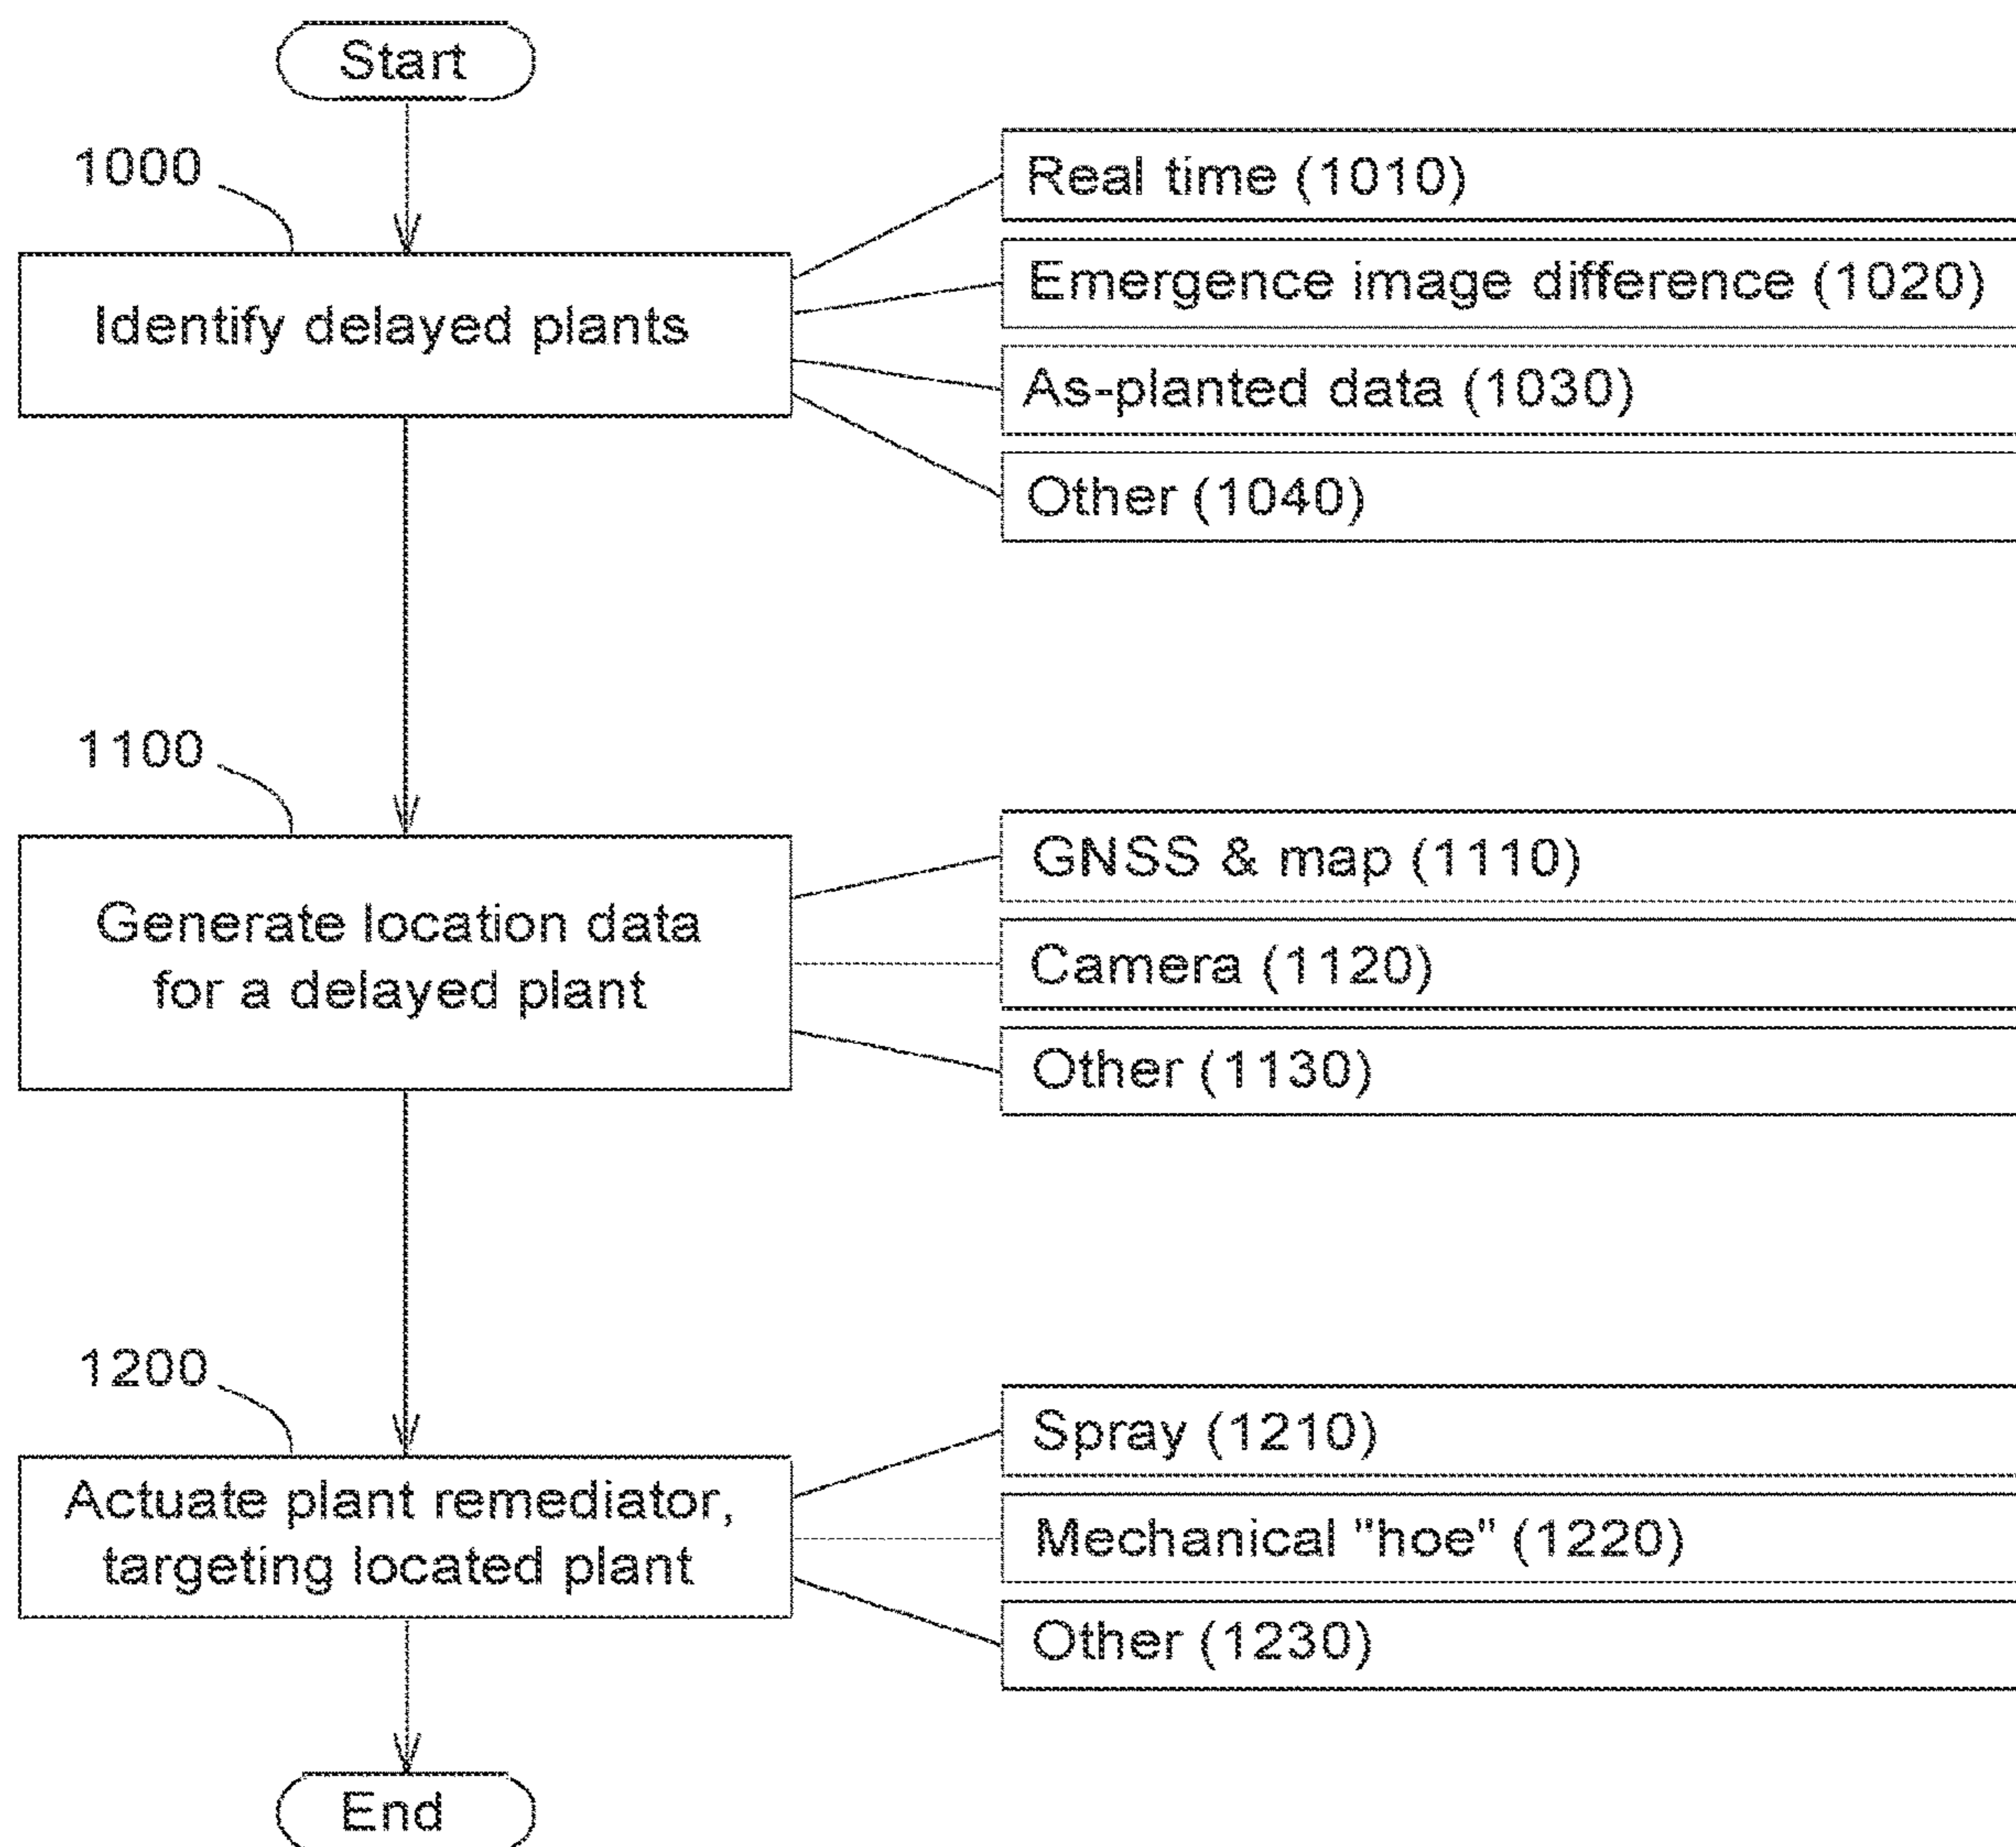 Start
1000
Identify delayed plants
Real time (1010)
Emergence image difference (1020)
As-planted data (1030)
Other (1040)
1100
Generate location data
for a delayed plant
GNSS & map (1110)
Camera (1120)
Other (1130)
1200
Actuate plant remediator,
targeting located plant
Spray (1210)
Mechanical "hoe" (1220)
Other (1230)
End